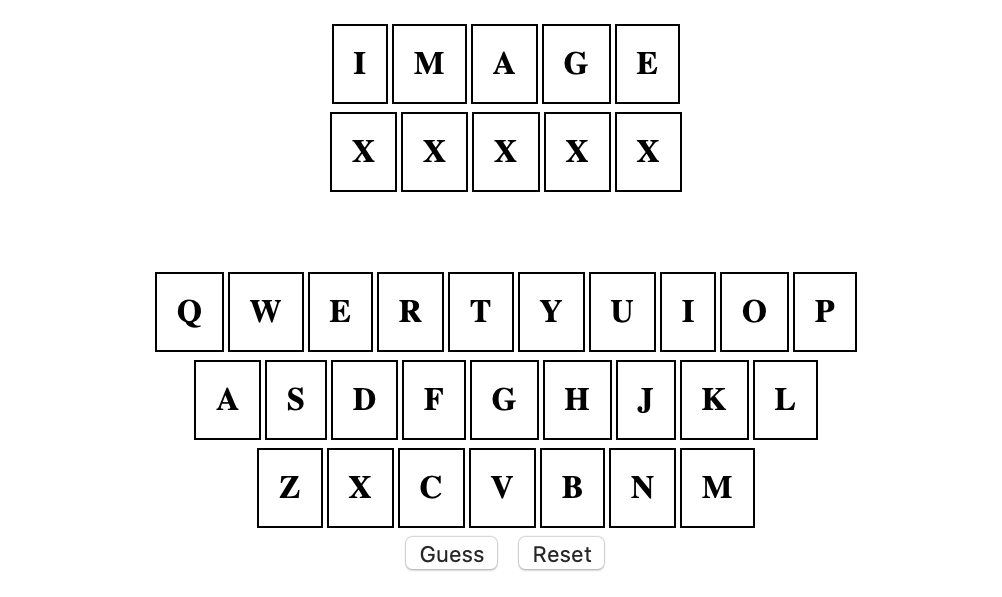 I M A G E
X X X X X
Q W E R T Y U I O P
A S D F G H J K L
Z X C V B N M
Guess Reset